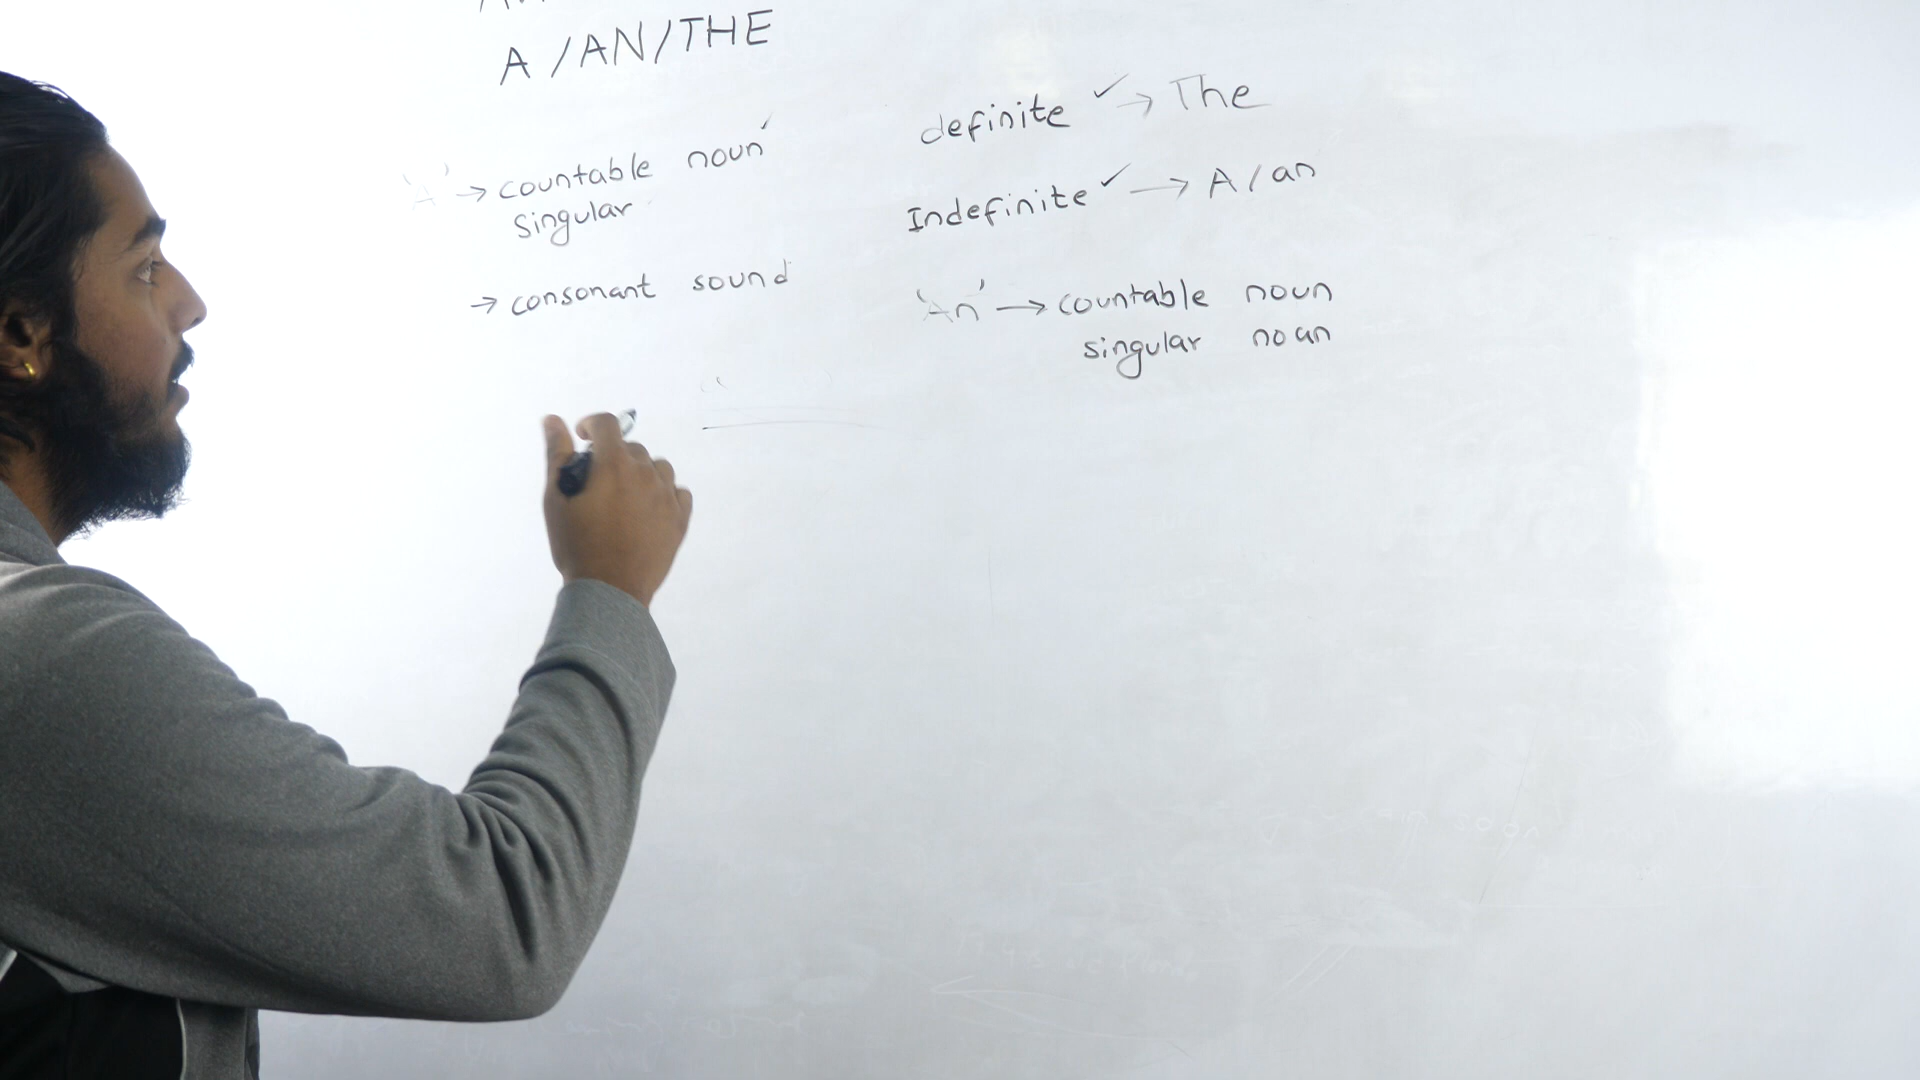 A/AN/THE
'A' → countable noun ✓
singular
→ consonant sound
definite ✓ → The
Indefinite ✓ → A/an
'An' → countable noun
singular noun